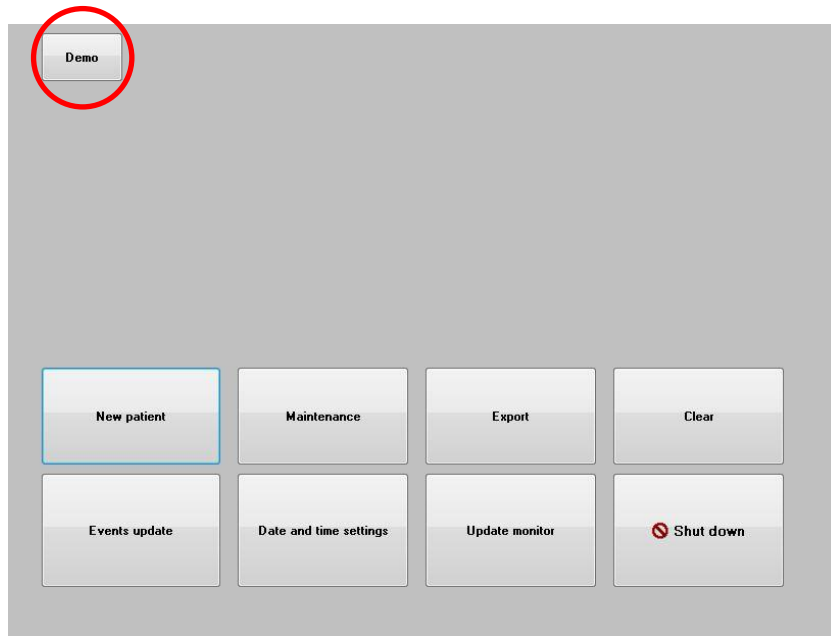 Demo
New patient
Maintenance
Export
Clear
Events update
Date and time settings
Update monitor
Shut down